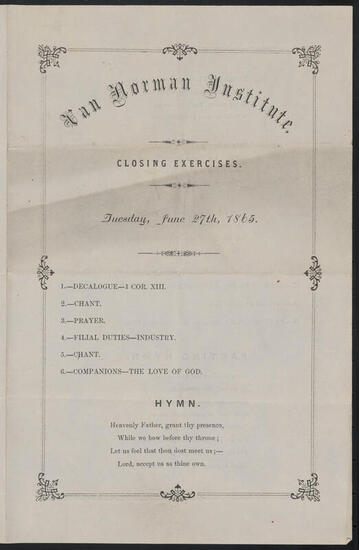 Van Norman Institute.
CLOSING EXERCISES.
Tuesday, June 27th, 1865.
1.—DECALOGUE—1 COR. XIII.
2.—CHANT.
3.—PRAYER.
4.—FILIAL DUTIES—INDUSTRY.
5.—CHANT.
6.—COMPANIONS—THE LOVE OF GOD.
HYMN.
Heavenly Father, grant thy presence,
While we bow before thy throne;
Let us feel that thou dost meet us;—
Lord, accept us as thine own.